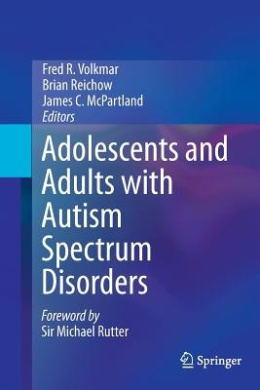 Fred R. Volkmar
Brian Reichow
James C. McPartland
Editors
Adolescents and
Adults with
Autism
Spectrum
Disorders
Foreword by
Sir Michael Rutter
Springer